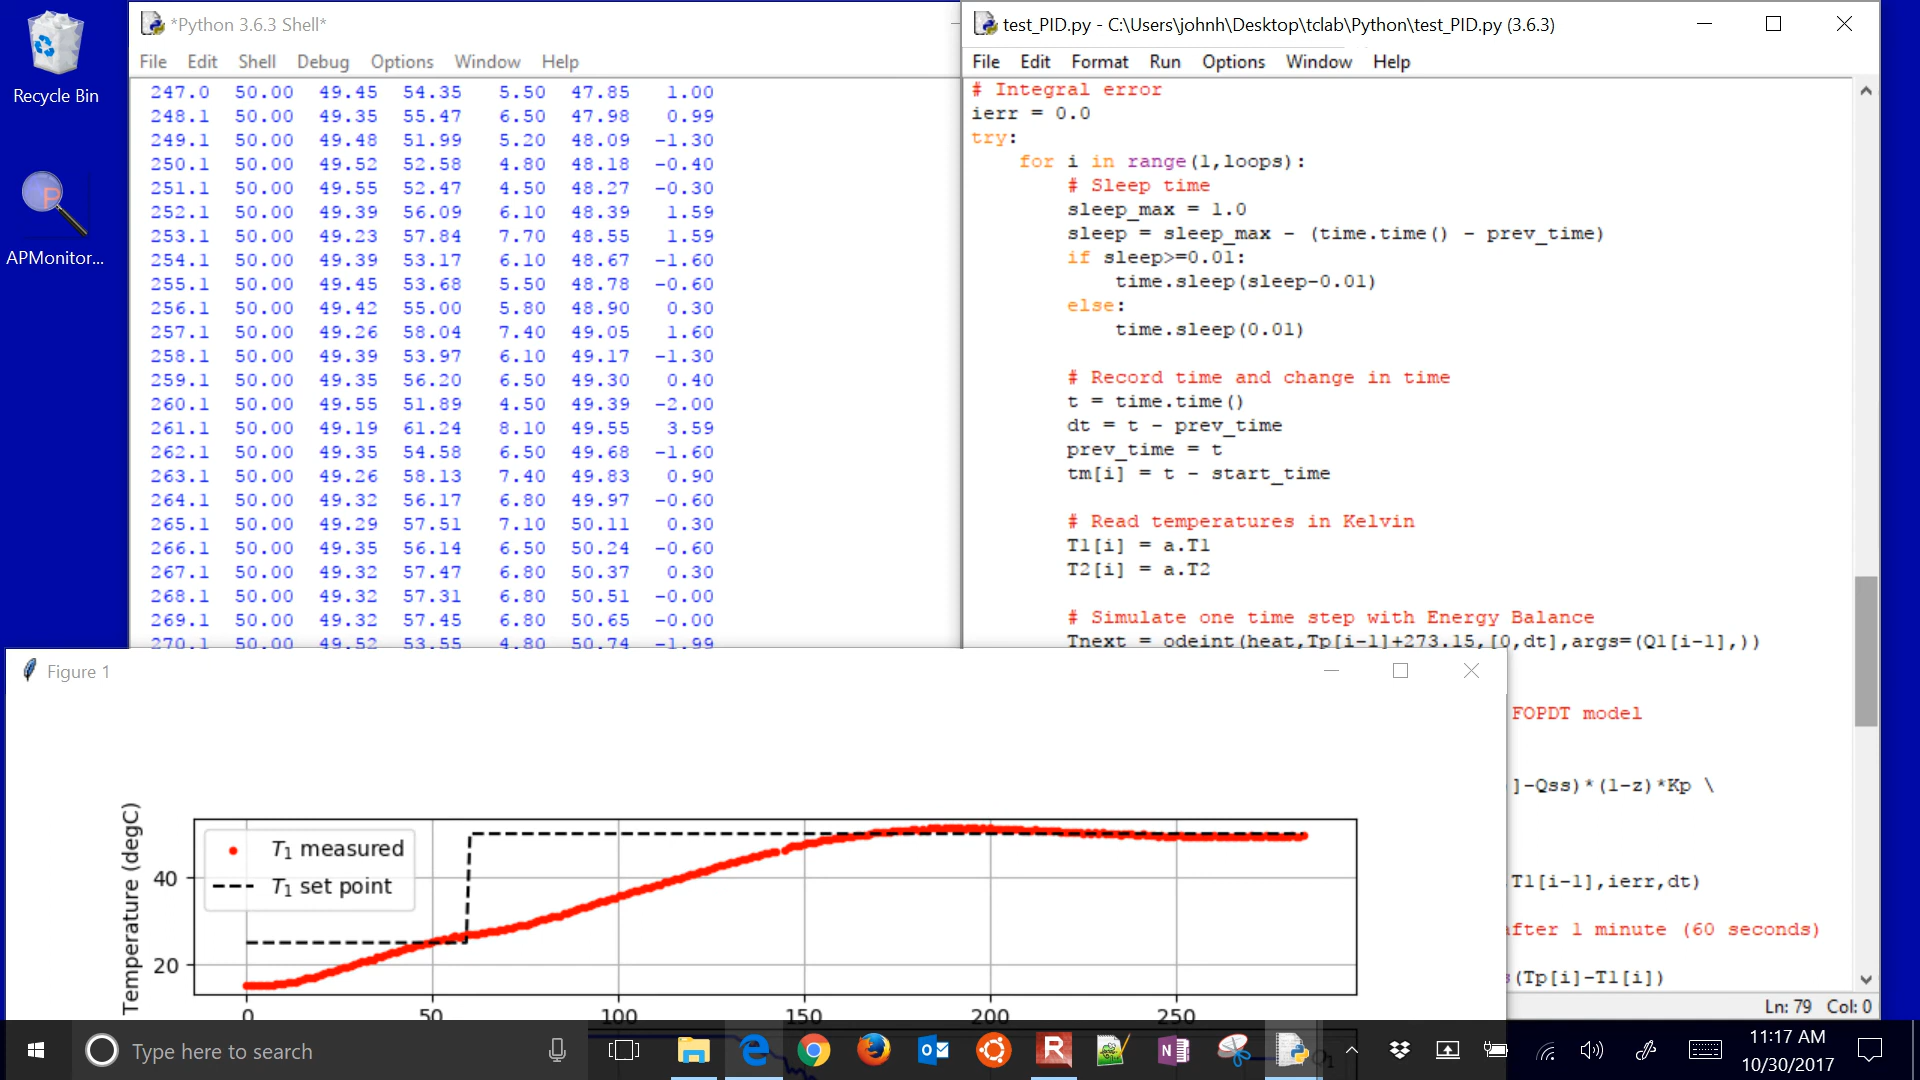 Recycle Bin
APMonitor...
*Python 3.6.3 Shell*
File Edit Shell Debug Options Window Help
247.0 50.00 49.45 54.35 5.50 47.85 1.00
248.1 50.00 49.35 55.47 6.50 47.98 0.99
249.1 50.00 49.48 51.99 5.20 48.09 -1.30
250.1 50.00 49.52 52.58 4.80 48.18 -0.40
251.1 50.00 49.55 52.47 4.50 48.27 -0.30
252.1 50.00 49.39 56.09 6.10 48.39 1.59
253.1 50.00 49.23 57.84 7.70 48.55 1.59
254.1 50.00 49.39 53.17 6.10 48.67 -1.60
255.1 50.00 49.45 53.68 5.50 48.78 -0.60
256.1 50.00 49.42 55.00 5.80 48.90 0.30
257.1 50.00 49.26 58.04 7.40 49.05 1.60
258.1 50.00 49.39 53.97 6.10 49.17 -1.30
259.1 50.00 49.35 56.20 6.50 49.30 0.40
260.1 50.00 49.55 51.89 4.50 49.39 -2.00
261.1 50.00 49.19 61.24 8.10 49.55 3.59
262.1 50.00 49.35 54.58 6.50 49.68 -1.60
263.1 50.00 49.26 58.13 7.40 49.83 0.90
264.1 50.00 49.32 56.17 6.80 49.97 -0.60
265.1 50.00 49.29 57.51 7.10 50.11 0.30
266.1 50.00 49.35 56.14 6.50 50.24 -0.60
267.1 50.00 49.32 57.47 6.80 50.37 0.30
268.1 50.00 49.32 57.31 6.80 50.51 -0.00
269.1 50.00 49.32 57.45 6.80 50.65 -0.00
270.1 50.00 49.52 53.55 4.80 50.74 -1.99
test_PID.py - C:\Users\johnh\Desktop\tclab\Python\test_PID.py (3.6.3)
File Edit Format Run Options Window Help
# Integral error
ierr = 0.0
try:
for i in range(1,loops):
# Sleep time
sleep_max = 1.0
sleep = sleep_max - (time.time() - prev_time)
if sleep>=0.01:
time.sleep(sleep-0.01)
else:
time.sleep(0.01)
# Record time and change in time
t = time.time()
dt = t - prev_time
prev_time = t
tm[i] = t - start_time
# Read temperatures in Kelvin
T1[i] = a.T1
T2[i] = a.T2
# Simulate one time step with Energy Balance
Tnext = odeint(heat,Tp[i-1]+273.15,[0,dt],args=(Q1[i-1],))
FOPDT model
]-Qss)*(1-z)*Kp \
T1[i-1],ierr,dt)
after 1 minute (60 seconds)
(Tp[i]-T1[i])
Ln: 79 Col: 0
Figure 1
Temperature (degC)
40
20
T1 measured
T1 set point
0 50 100 150 200 250
Q1
Type here to search
11:17 AM
10/30/2017